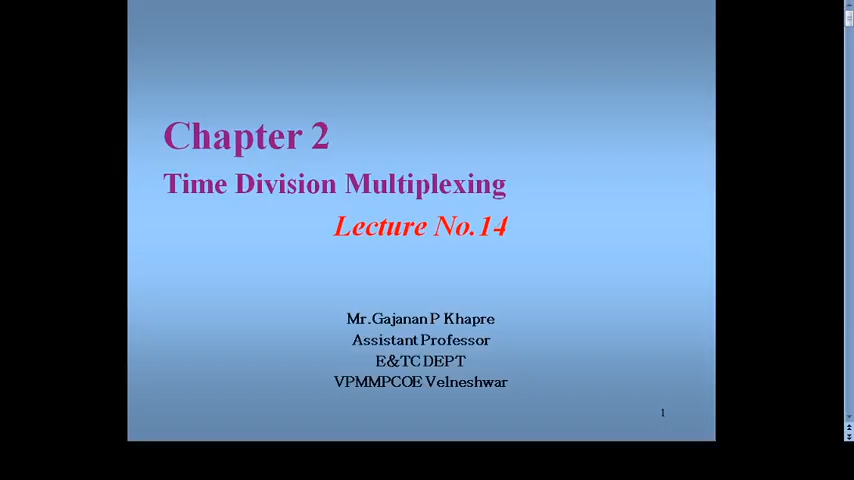 Chapter 2
Time Division Multiplexing
Lecture No.14
Mr.Gajanan P Khapre
Assistant Professor
E&TC DEPT
VPMMPCOE Velneshwar
1